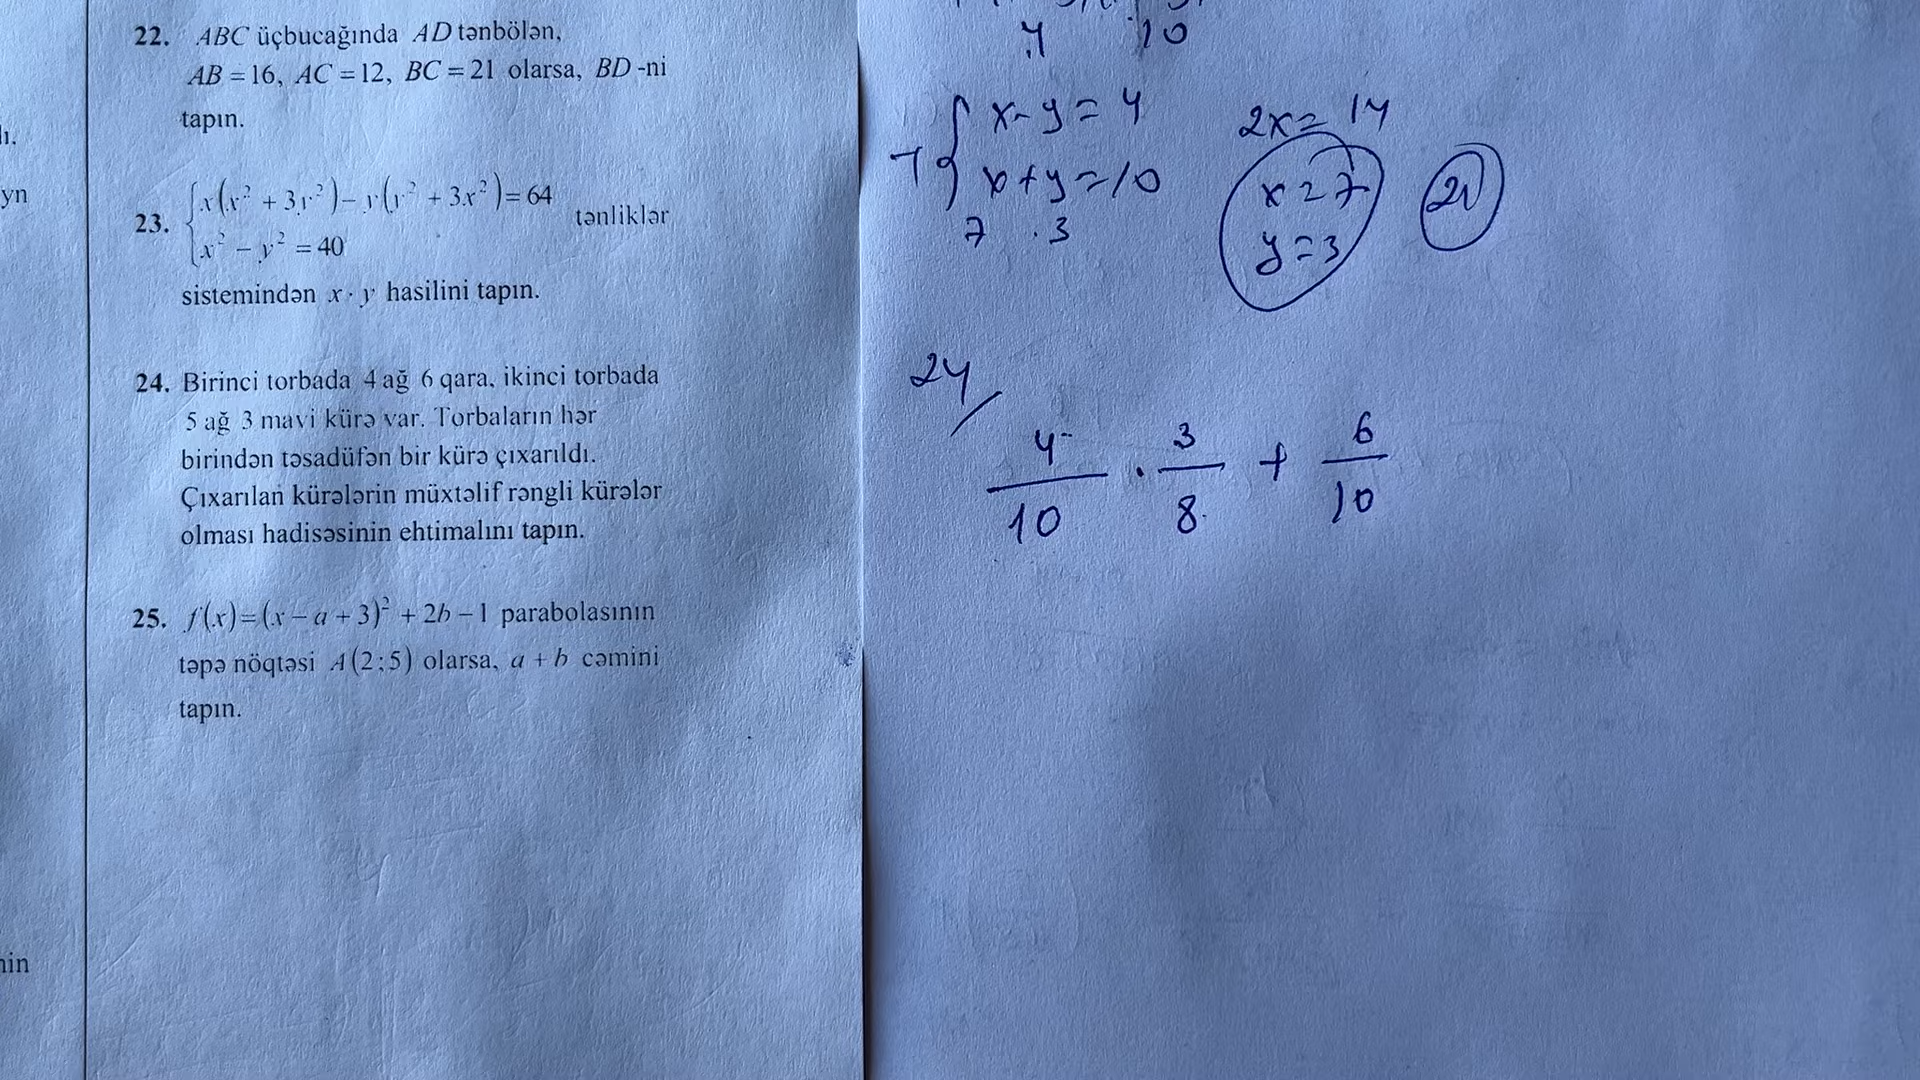 22. ABC üçbucağında AD tənbölən,
AB = 16, AC = 12, BC = 21 olarsa, BD -ni
tapın.
23. {x(x² + 3y²) − y(y² + 3x²) = 64
x² − y² = 40 tənliklər
sistemindən x · y hasilini tapın.
24. Birinci torbada 4 ağ 6 qara, ikinci torbada
5 ağ 3 mavi kürə var. Torbaların hər
birindən təsadüfən bir kürə çıxarıldı.
Çıxarılan kürələrin müxtəlif rəngli kürələr
olması hadisəsinin ehtimalını tapın.
25. f(x) = (x − a + 3)² + 2b − 1 parabolasının
təpə nöqtəsi A(2;5) olarsa, a + b cəmini
tapın.
yn
4 10
x - y = 4
x + y = 10
7 · 3
2x = 14
x = 7
y = 3
21
24/
4/10 · 3/8 + 6/10